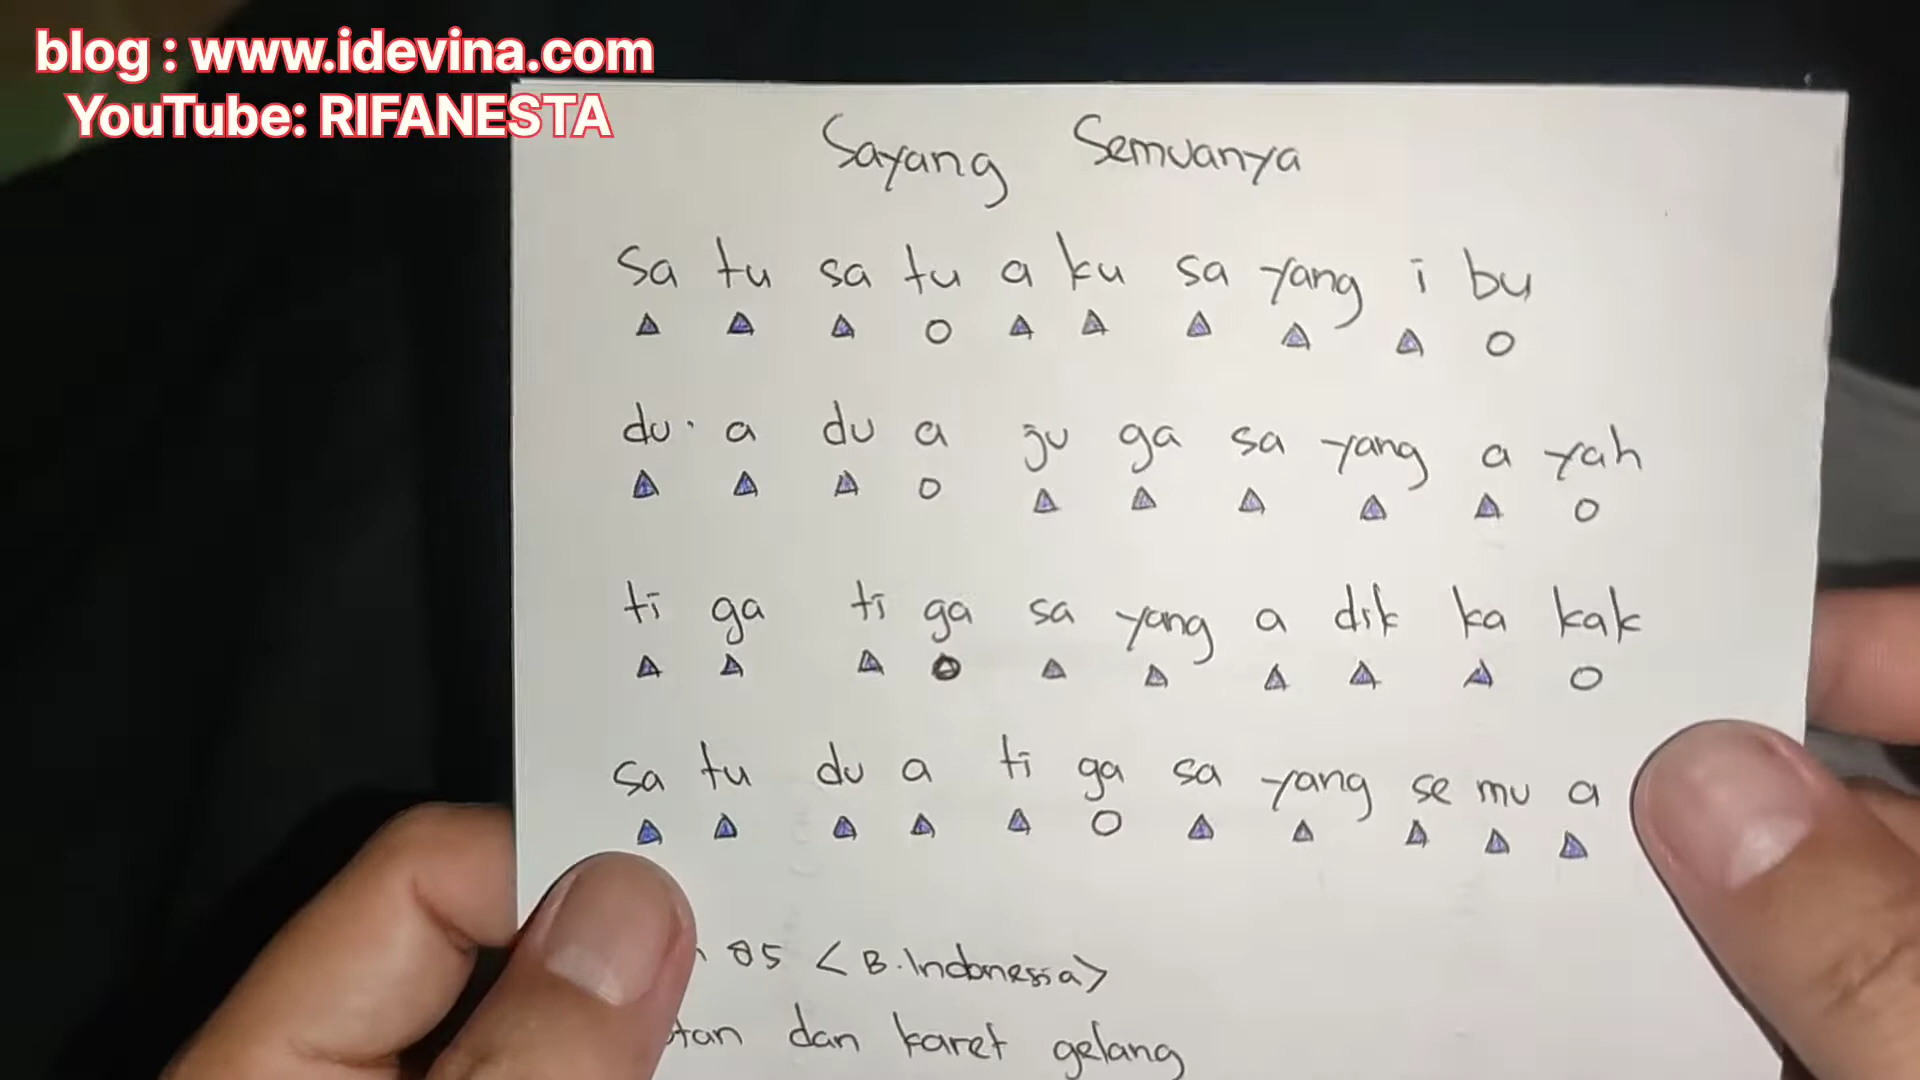 blog : www.idevina.com
YouTube: RIFANESTA
Sayang Semuanya
sa tu sa tu a ku sa yang i bu
du a du a ju ga sa yang a yah
ti ga ti ga sa yang a dik ka kak
sa tu du a ti ga sa yang se mu a
85 <B.Indonessia>
dan karet gelang